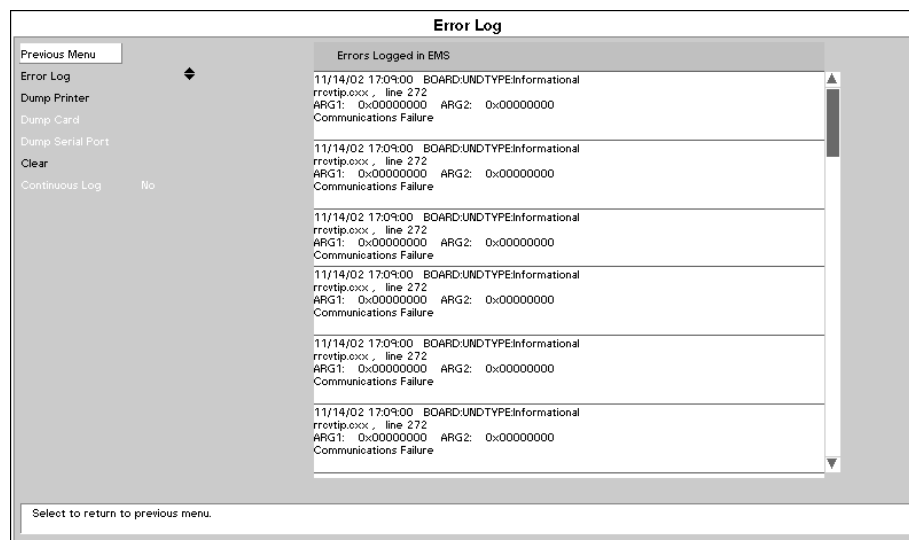 Error Log
Previous Menu
Error Log
Dump Printer
Dump Card
Dump Serial Port
Clear
Continuous Log No
Errors Logged in EMS
11/14/02 17:09:00 BOARD:UNDTYPE:Informational
rrcvtip.cxx , line 272
ARG1: 0x00000000 ARG2: 0x00000000
Communications Failure
11/14/02 17:09:00 BOARD:UNDTYPE:Informational
rrcvtip.cxx , line 272
ARG1: 0x00000000 ARG2: 0x00000000
Communications Failure
11/14/02 17:09:00 BOARD:UNDTYPE:Informational
rrcvtip.cxx , line 272
ARG1: 0x00000000 ARG2: 0x00000000
Communications Failure
11/14/02 17:09:00 BOARD:UNDTYPE:Informational
rrcvtip.cxx , line 272
ARG1: 0x00000000 ARG2: 0x00000000
Communications Failure
11/14/02 17:09:00 BOARD:UNDTYPE:Informational
rrcvtip.cxx , line 272
ARG1: 0x00000000 ARG2: 0x00000000
Communications Failure
11/14/02 17:09:00 BOARD:UNDTYPE:Informational
rrcvtip.cxx , line 272
ARG1: 0x00000000 ARG2: 0x00000000
Communications Failure
Select to return to previous menu.